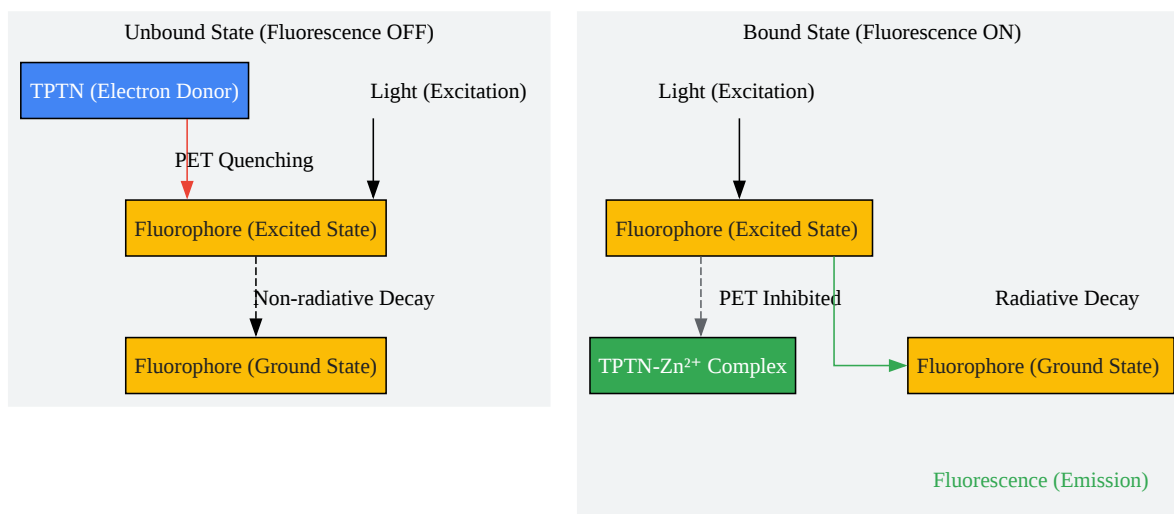 Unbound State (Fluorescence OFF)
TPTN (Electron Donor)
Light (Excitation)
PET Quenching
Fluorophore (Excited State)
Non-radiative Decay
Fluorophore (Ground State)
Bound State (Fluorescence ON)
Light (Excitation)
Fluorophore (Excited State)
PET Inhibited
Radiative Decay
TPTN-Zn²⁺ Complex
Fluorophore (Ground State)
Fluorescence (Emission)